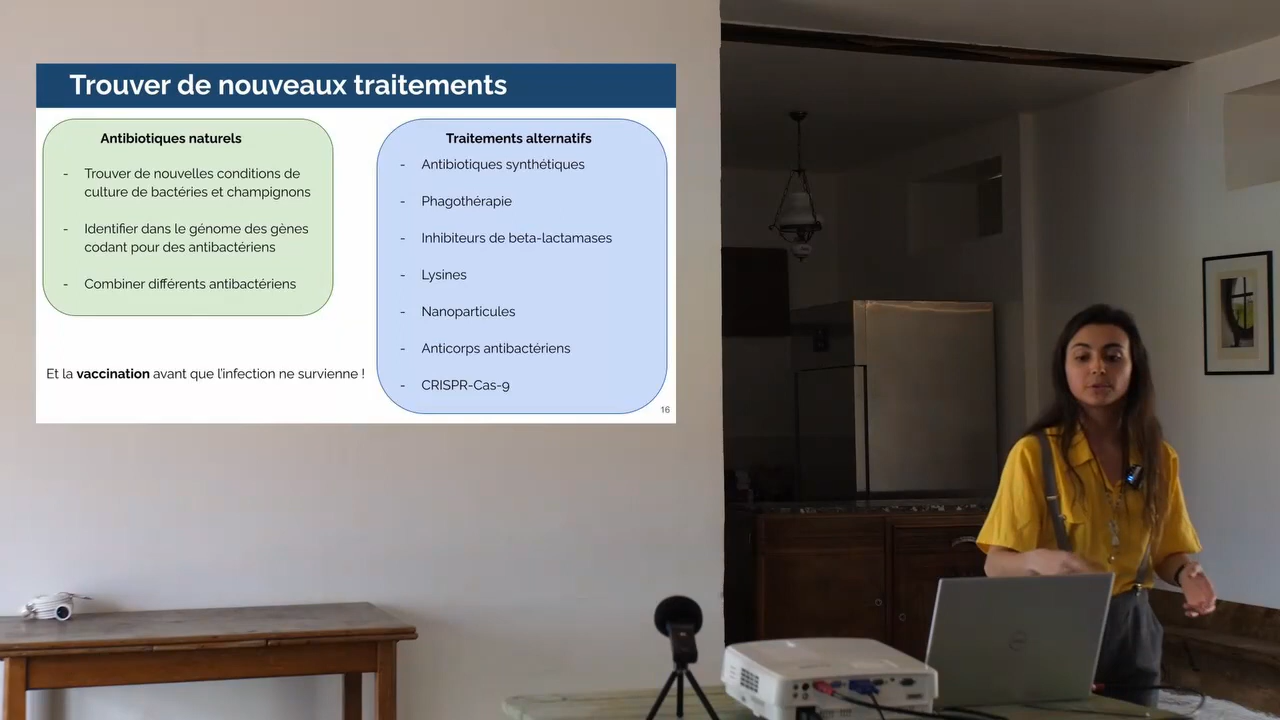 Trouver de nouveaux traitements
Antibiotiques naturels
- Trouver de nouvelles conditions de
culture de bactéries et champignons
- Identifier dans le génome des gènes
codant pour des antibactériens
- Combiner différents antibactériens
Et la vaccination avant que l'infection ne survienne !
Traitements alternatifs
- Antibiotiques synthétiques
- Phagothérapie
- Inhibiteurs de beta-lactamases
- Lysines
- Nanoparticules
- Anticorps antibactériens
- CRISPR-Cas-9
16
DELL